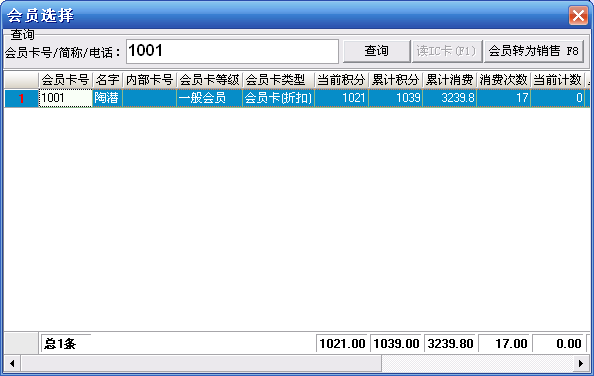 会员选择
查询
会员卡号/简称/电话： 1001 查询 读IC卡(F1) 会员转为销售 F8
会员卡号 名字 内部卡号 会员卡等级 会员卡类型 当前积分 累计积分 累计消费 消费次数 当前计数
1 1001 陶潜 一般会员 会员卡(折扣) 1021 1039 3239.8 17 0
总1条 1021.00 1039.00 3239.80 17.00 0.00